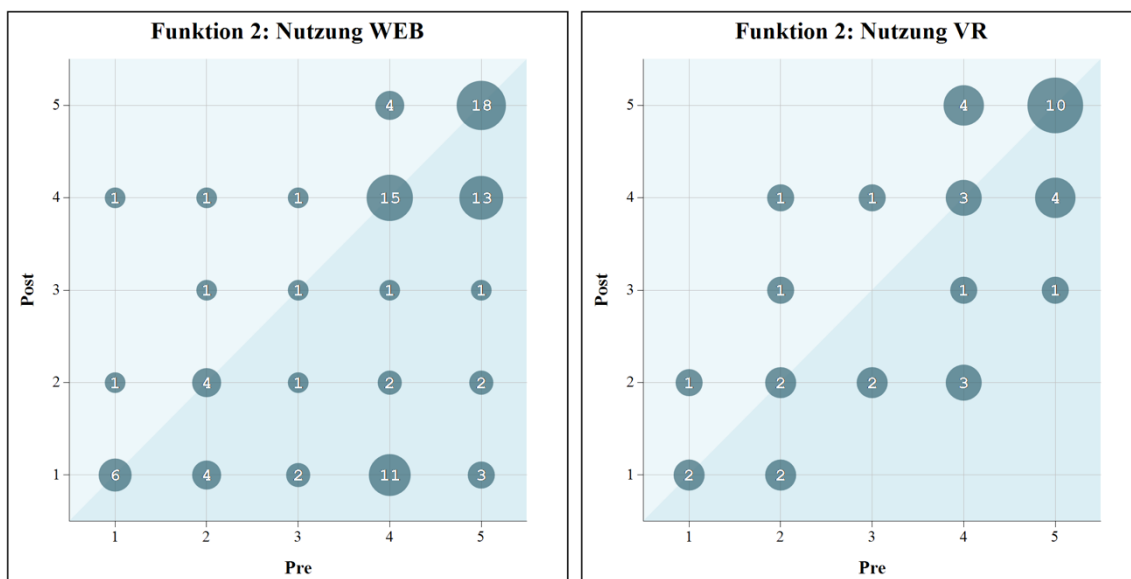 Funktion 2: Nutzung WEB
5 4 18
4 1 1 1 15 13
Post
3 1 1 1 1
2 1 4 1 2 2
1 6 4 2 11 3
1 2 3 4 5
Pre
Funktion 2: Nutzung VR
5 4 10
4 1 1 3 4
Post
3 1 1 1
2 1 2 2 3
1 2 2
1 2 3 4 5
Pre